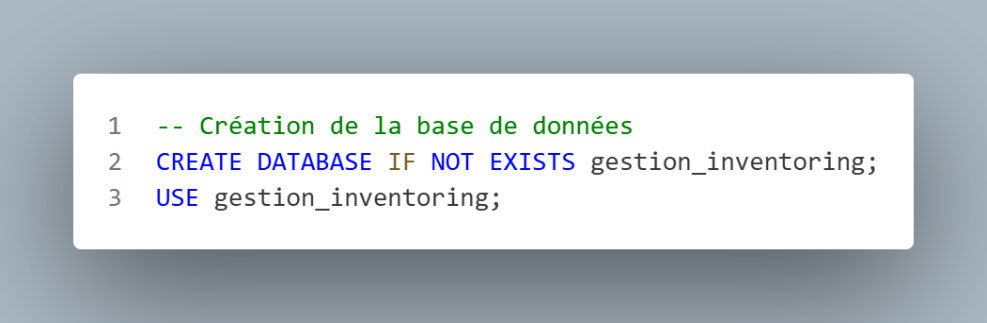 1 -- Création de la base de données
2 CREATE DATABASE IF NOT EXISTS gestion_inventoring;
3 USE gestion_inventoring;